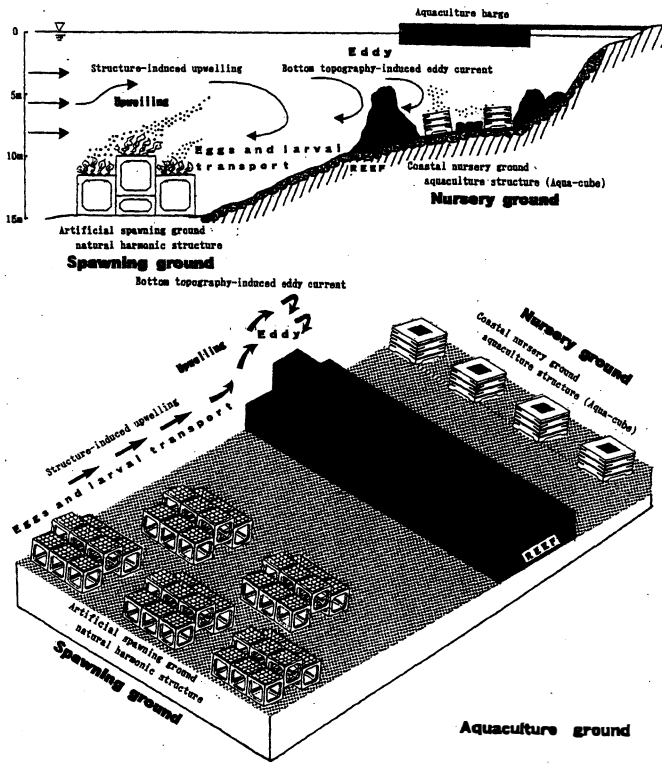 Aquaculture barge
0
Eddy
Structure-induced upwelling
Bottom topography-induced eddy current
5m
Upwelling
Eggs and larval
transport
10m
REEF
Coastal nursery ground
aquaculture structure (Aqua-cube)
Nursery ground
15m
Artificial spawning ground
natural harmonic structure
Spawning ground
Bottom topography-induced eddy current
Eddy
Upwelling
Nursery ground
Coastal nursery ground
aquaculture structure (Aqua-cube)
Structure-induced upwelling
Eggs and larval transport
REEF
Artificial spawning ground
natural harmonic structure
Spawning ground
Aquaculture ground